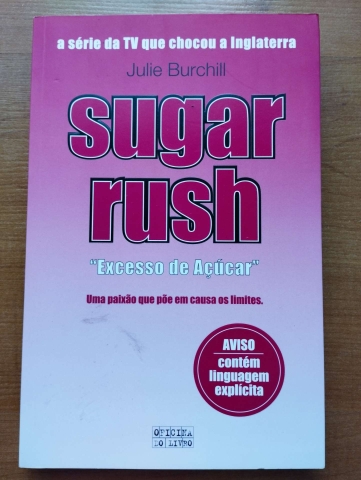 a série da TV que chocou a Inglaterra
Julie Burchill
sugar
rush
"Excesso de Açúcar"
Uma paixão que põe em causa os limites.
AVISO
contém
linguagem
explícita
OFICINA
DO LIVRO